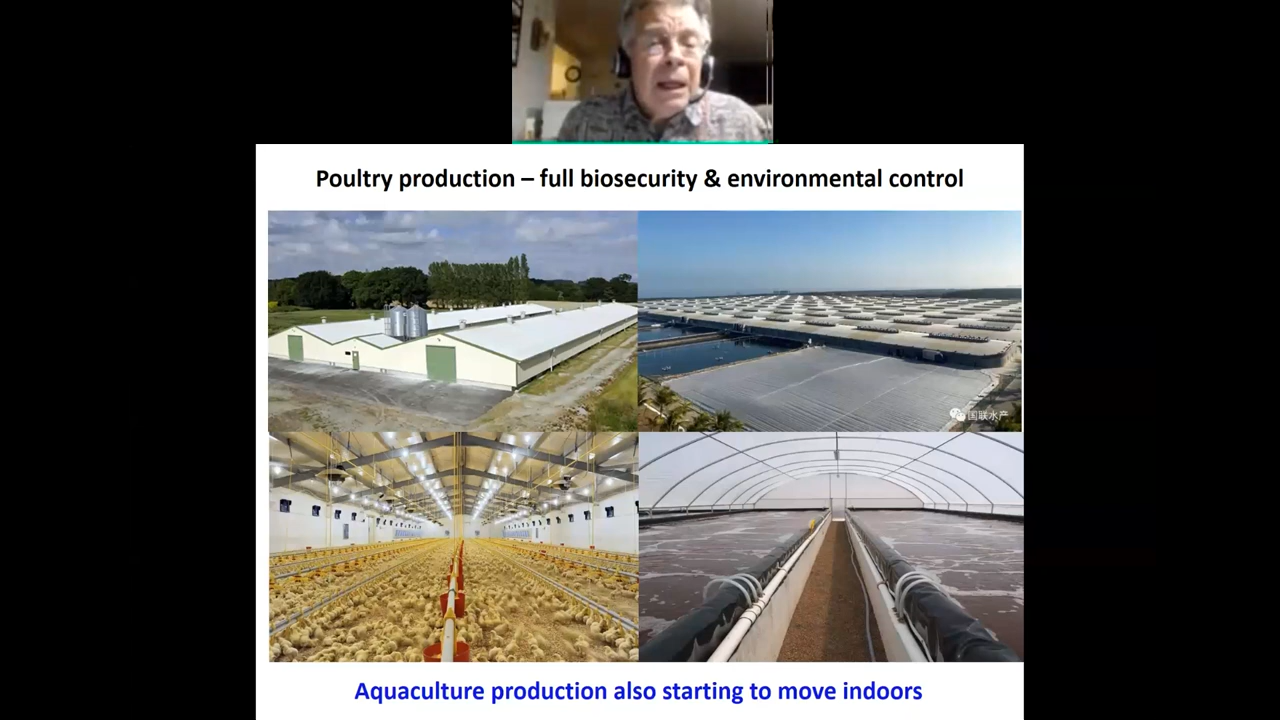 Poultry production – full biosecurity & environmental control
国联水产
Aquaculture production also starting to move indoors